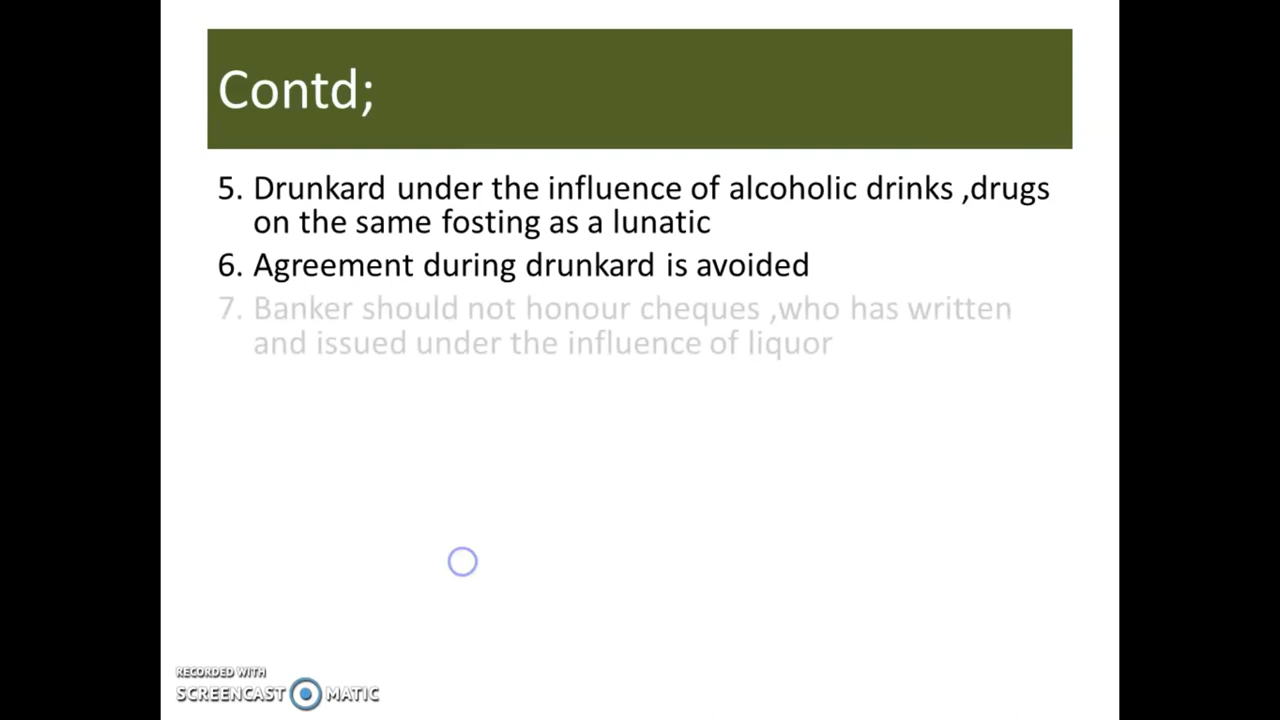 Contd;
5. Drunkard under the influence of alcoholic drinks ,drugs
on the same fosting as a lunatic
6. Agreement during drunkard is avoided
7. Banker should not honour cheques ,who has written
and issued under the influence of liquor
RECORDED WITH
SCREENCAST MATIC